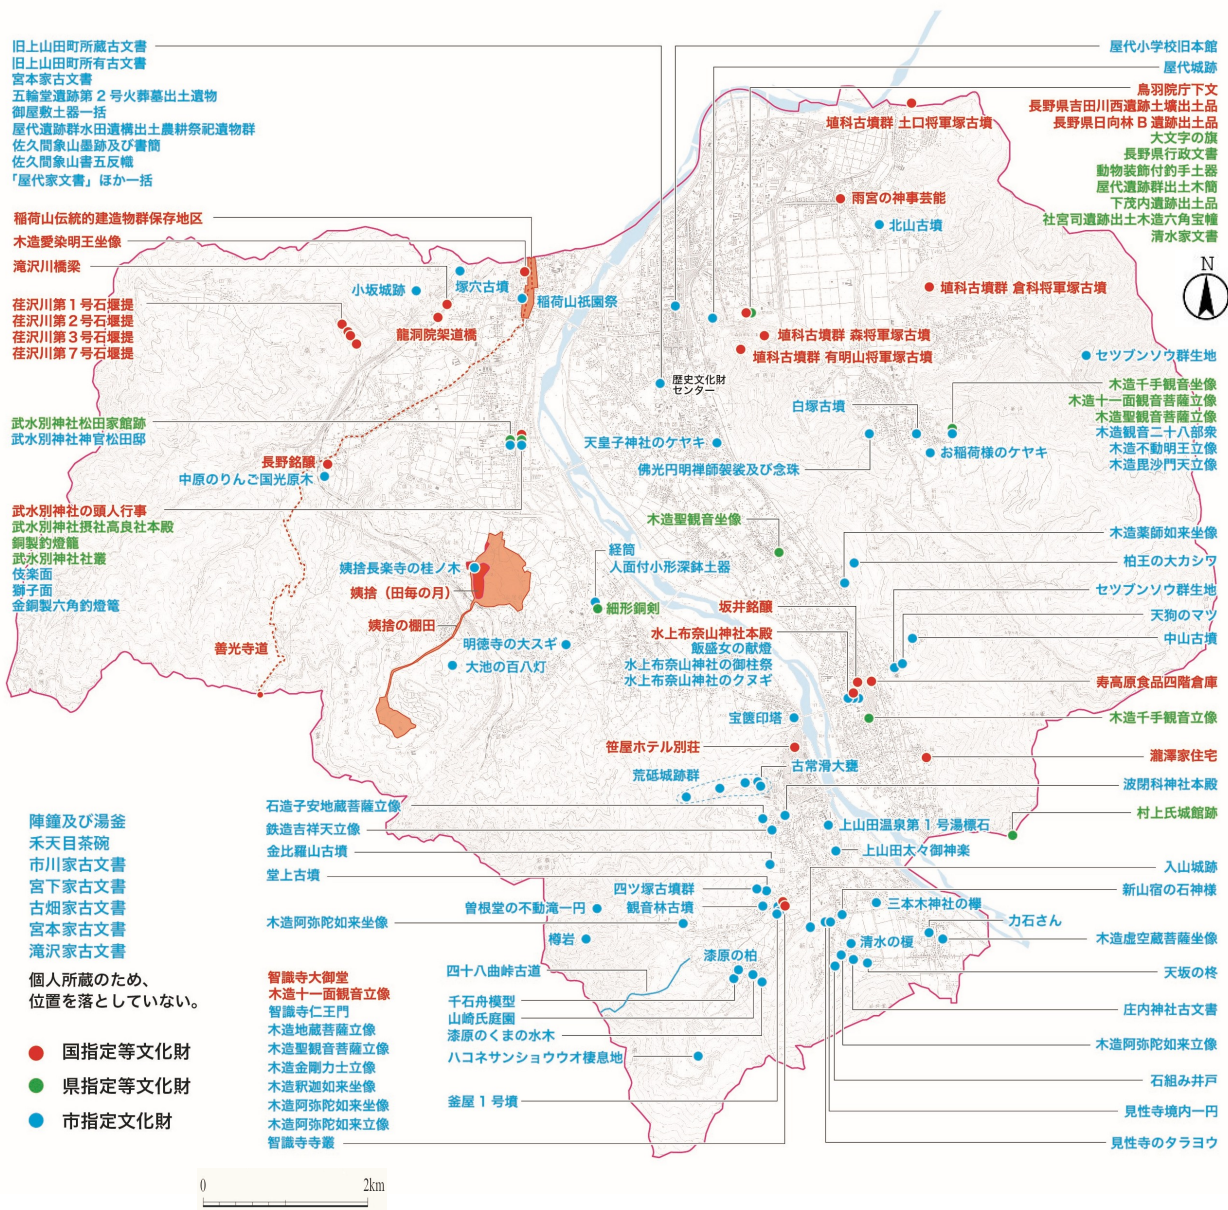 旧上山田町所蔵古文書
旧上山田町所有古文書
宮本家古文書
五輪堂遺跡第2号火葬墓出土遺物
御屋敷土器一括
屋代遺跡群水田遺構出土農耕祭祀遺物群
佐久間象山墨跡及び書簡
佐久間象山書五反幟
「屋代家文書」ほか一括
稲荷山伝統的建造物群保存地区
木造愛染明王坐像
滝沢川橋梁
荏沢川第1号石堰堤
荏沢川第2号石堰堤
荏沢川第3号石堰堤
荏沢川第7号石堰堤
武水別神社松田家館跡
武水別神社神官松田邸
長野銘醸
中原のりんご国光原木
武水別神社の頭人行事
武水別神社摂社高良社本殿
銅製釣燈籠
武水別神社社叢
伎楽面
獅子面
金銅製六角釣燈篭
善光寺道
小坂城跡
塚穴古墳
稲荷山祇園祭
龍洞院架道橋
姨捨長楽寺の桂ノ木
姨捨（田毎の月）
姨捨の棚田
明徳寺の大スギ
大池の百八灯
屋代小学校旧本館
屋代城跡
鳥羽院庁下文
長野県吉田川西遺跡土壙出土品
長野県日向林B遺跡出土品
大文字の旗
長野県行政文書
動物装飾付釣手土器
屋代遺跡群出土木簡
下茂内遺跡出土品
社宮司遺跡出土木造六角宝幢
清水家文書
N
埴科古墳群 土口将軍塚古墳
雨宮の神事芸能
北山古墳
埴科古墳群 倉科将軍塚古墳
埴科古墳群 森将軍塚古墳
埴科古墳群 有明山将軍塚古墳
セツブンソウ群生地
歴史文化財
センター
白塚古墳
天皇子神社のケヤキ
佛光円明禅師袈裟及び念珠
お稲荷様のケヤキ
木造千手観音坐像
木造十一面観音菩薩立像
木造聖観音菩薩立像
木造観音二十八部衆
木造不動明王立像
木造毘沙門天立像
木造聖観音坐像
経筒
人面付小形深鉢土器
細形銅剣
木造薬師如来坐像
柏王の大カシワ
セツブンソウ群生地
天狗のマツ
中山古墳
坂井銘醸
水上布奈山神社本殿
飯盛女の献燈
水上布奈山神社の御柱祭
水上布奈山神社のクヌギ
寿高原食品四階倉庫
木造千手観音立像
宝篋印塔
笹屋ホテル別荘
瀧澤家住宅
荒砥城跡群
古常滑大甕
波閉科神社本殿
石造子安地蔵菩薩立像
鉄造吉祥天立像
金比羅山古墳
堂上古墳
上山田温泉第1号湯標石
上山田太々御神楽
村上氏城館跡
入山城跡
四ツ塚古墳群
曽根堂の不動滝一円
観音林古墳
新山宿の石神様
三本木神社の欅
力石さん
木造阿弥陀如来坐像
樽岩
清水の榎
木造虚空蔵菩薩坐像
漆原の柏
四十八曲峠古道
天坂の柊
千石舟模型
山崎氏庭園
漆原のくまの水木
ハコネサンショウウオ棲息地
釜屋1号墳
庄内神社古文書
木造阿弥陀如来立像
石組み井戸
見性寺境内一円
見性寺のタラヨウ
智識寺大御堂
木造十一面観音立像
智識寺仁王門
木造地蔵菩薩立像
木造聖観音菩薩立像
木造金剛力士立像
木造釈迦如来坐像
木造阿弥陀如来坐像
木造阿弥陀如来立像
智識寺寺叢
陣鐘及び湯釜
禾天目茶碗
市川家古文書
宮下家古文書
古畑家古文書
宮本家古文書
滝沢家古文書
個人所蔵のため、
位置を落としていない。
国指定等文化財
県指定等文化財
市指定文化財
0 2km